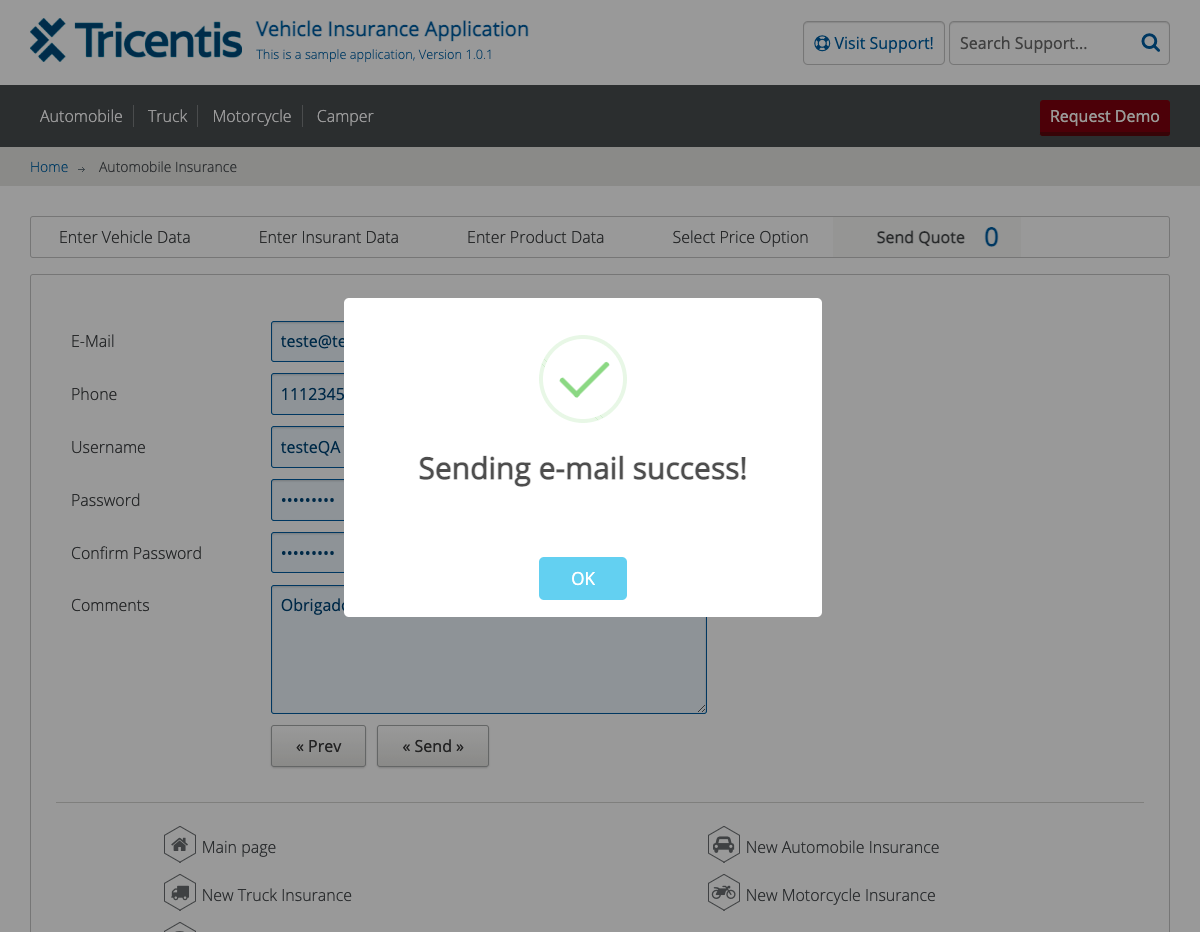 Tricentis
Vehicle Insurance Application
This is a sample application, Version 1.0.1
Visit Support!
Search Support...
Automobile
Truck
Motorcycle
Camper
Request Demo
Home → Automobile Insurance
Enter Vehicle Data
Enter Insurant Data
Enter Product Data
Select Price Option
Send Quote 0
E-Mail
teste@te
Phone
1112345
Username
testeQA
Password
•••••••••
Confirm Password
•••••••••
Comments
Obrigado
Sending e-mail success!
OK
« Prev
« Send »
Main page
New Automobile Insurance
New Truck Insurance
New Motorcycle Insurance